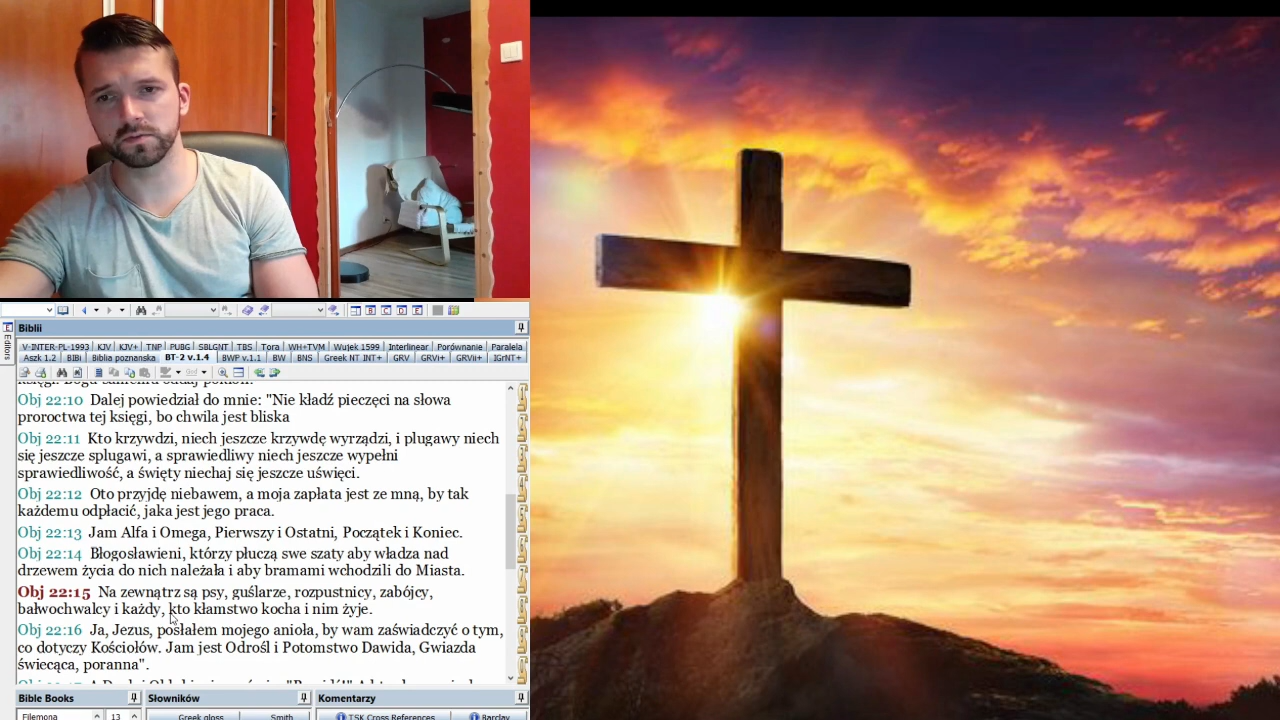 Biblii
Editors
V-INTER-PL-1993 KJV KJV+ TNP PUBG SBLGNT TBS Tora WH+TVM Wujek 1599 Interlinear Porównanie Paralela
Aszk 1.2 BIBi Biblia poznanska BT-2 v.1.4 BWP v.1.1 BW BNS Greek NT INT+ GRV GRVi+ GRVii+ IGrNT+
Obj 22:10 Dalej powiedział do mnie: "Nie kładź pieczęci na słowa
proroctwa tej księgi, bo chwila jest bliska
Obj 22:11 Kto krzywdzi, niech jeszcze krzywdę wyrządzi, i plugawy niech
się jeszcze splugawi, a sprawiedliwy niech jeszcze wypełni
sprawiedliwość, a święty niechaj się jeszcze uświęci.
Obj 22:12 Oto przyjdę niebawem, a moja zapłata jest ze mną, by tak
każdemu odpłacić, jaka jest jego praca.
Obj 22:13 Jam Alfa i Omega, Pierwszy i Ostatni, Początek i Koniec.
Obj 22:14 Błogosławieni, którzy płuczą swe szaty aby władza nad
drzewem życia do nich należała i aby bramami wchodzili do Miasta.
Obj 22:15 Na zewnątrz są psy, guślarze, rozpustnicy, zabójcy,
bałwochwalcy i każdy, kto kłamstwo kocha i nim żyje.
Obj 22:16 Ja, Jezus, posłałem mojego anioła, by wam zaświadczyć o tym,
co dotyczy Kościołów. Jam jest Odrośl i Potomstwo Dawida, Gwiazda
świecąca, poranna".
Bible Books Słowników Komentarzy
Filemona 13 Greek gloss Smith TSK Cross References Barclay